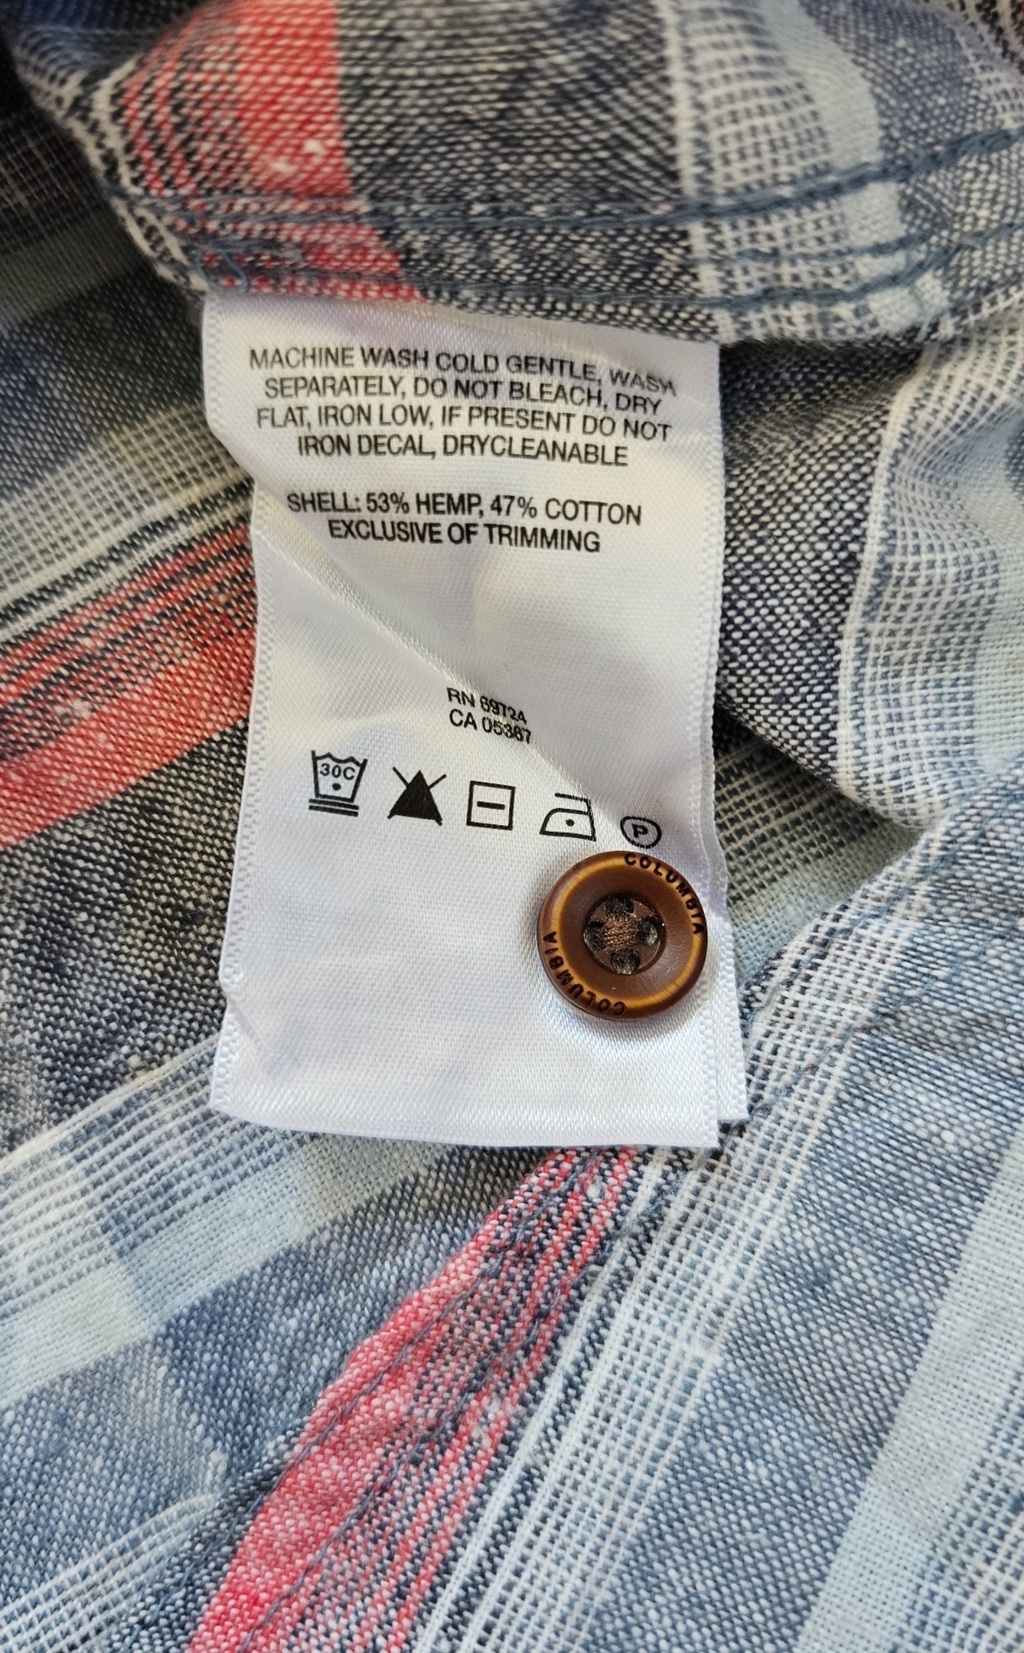 MACHINE WASH COLD GENTLE, WASH
SEPARATELY, DO NOT BLEACH, DRY
FLAT, IRON LOW, IF PRESENT DO NOT
IRON DECAL, DRYCLEANABLE
SHELL: 53% HEMP, 47% COTTON
EXCLUSIVE OF TRIMMING
RN 69724
CA 05367
30C
P
COLUMBIA
COLUMBIA